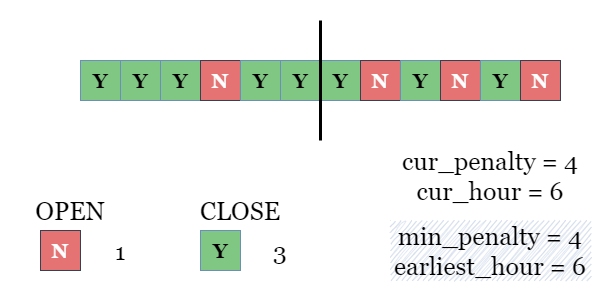 Y Y Y N Y Y Y N Y N Y N
cur_penalty = 4
cur_hour = 6
OPEN CLOSE
N 1 Y 3
min_penalty = 4
earliest_hour = 6